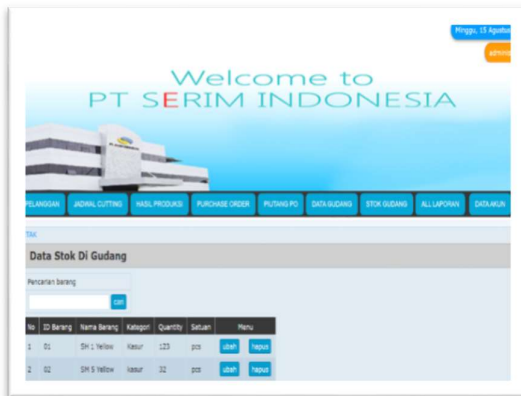 Minggu, 15 Agustus
Welcome to
PT SERIM INDONESIA
PELANGGAN JADWAL CUTTING HASIL PRODUKSI PURCHASE ORDER PIUTANG PO DATA GUDANG STOK GUDANG ALL LAPORAN DATA AKUN
Data Stok Di Gudang
Pencarian barang
cari
No ID Barang Nama Barang Kategori Quantity Satuan Menu
1 01 SH 1 Yellow Kasur 123 pcs ubah hapus
2 02 SM 5 Yellow kasur 32 pcs ubah hapus